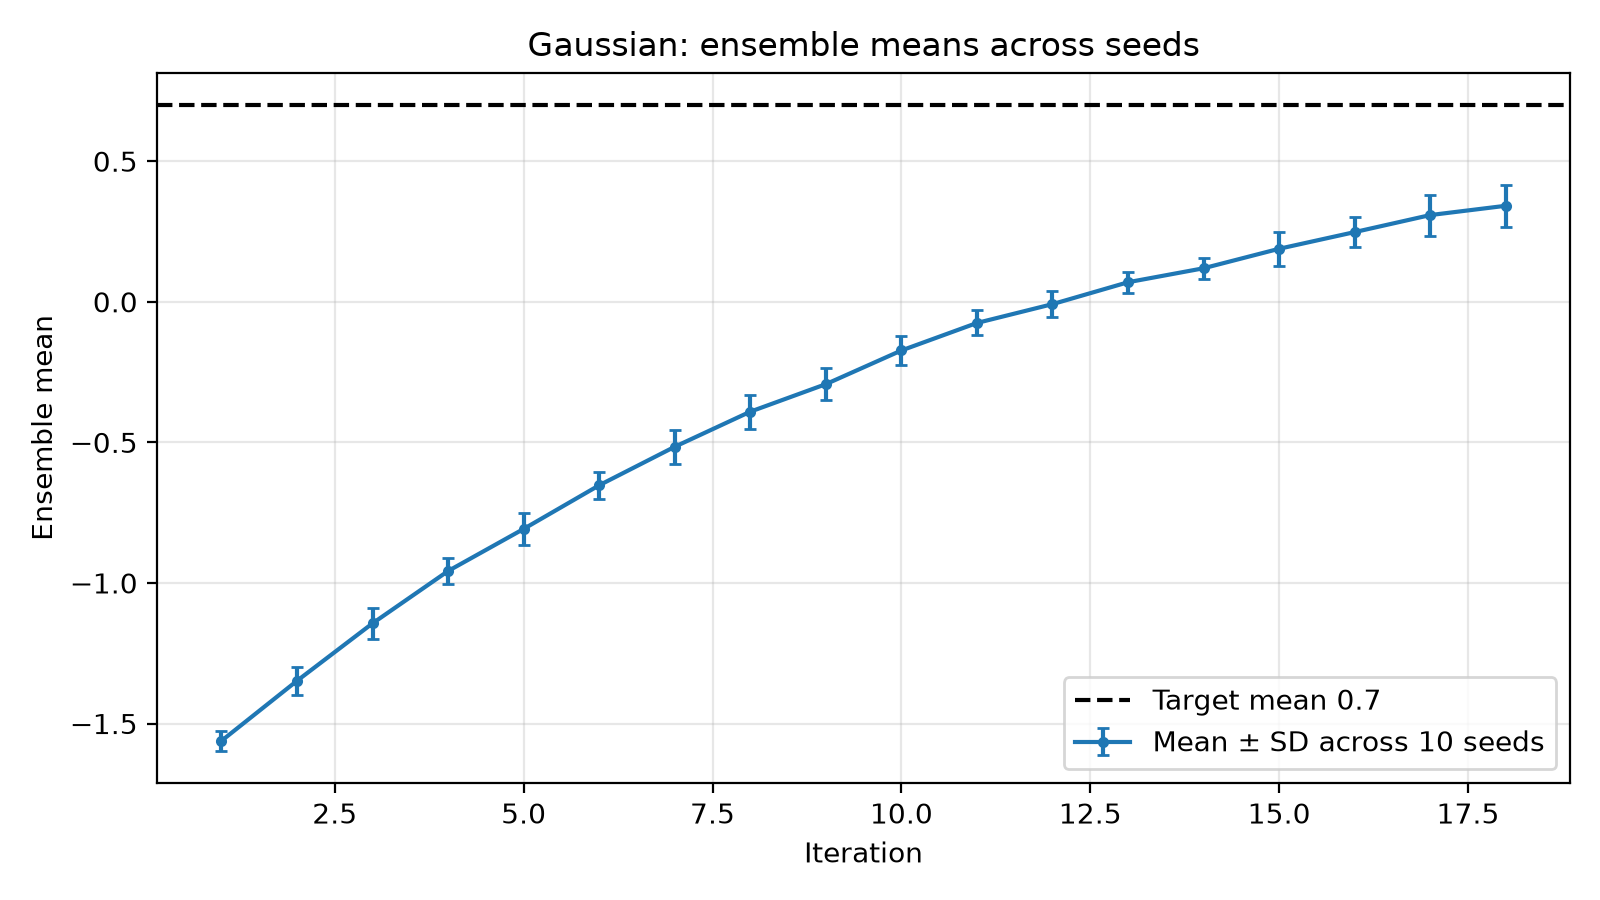 Gaussian: ensemble means across seeds
Ensemble mean
0.5
0.0
−0.5
−1.0
−1.5
Target mean 0.7
Mean ± SD across 10 seeds
2.5 5.0 7.5 10.0 12.5 15.0 17.5
Iteration